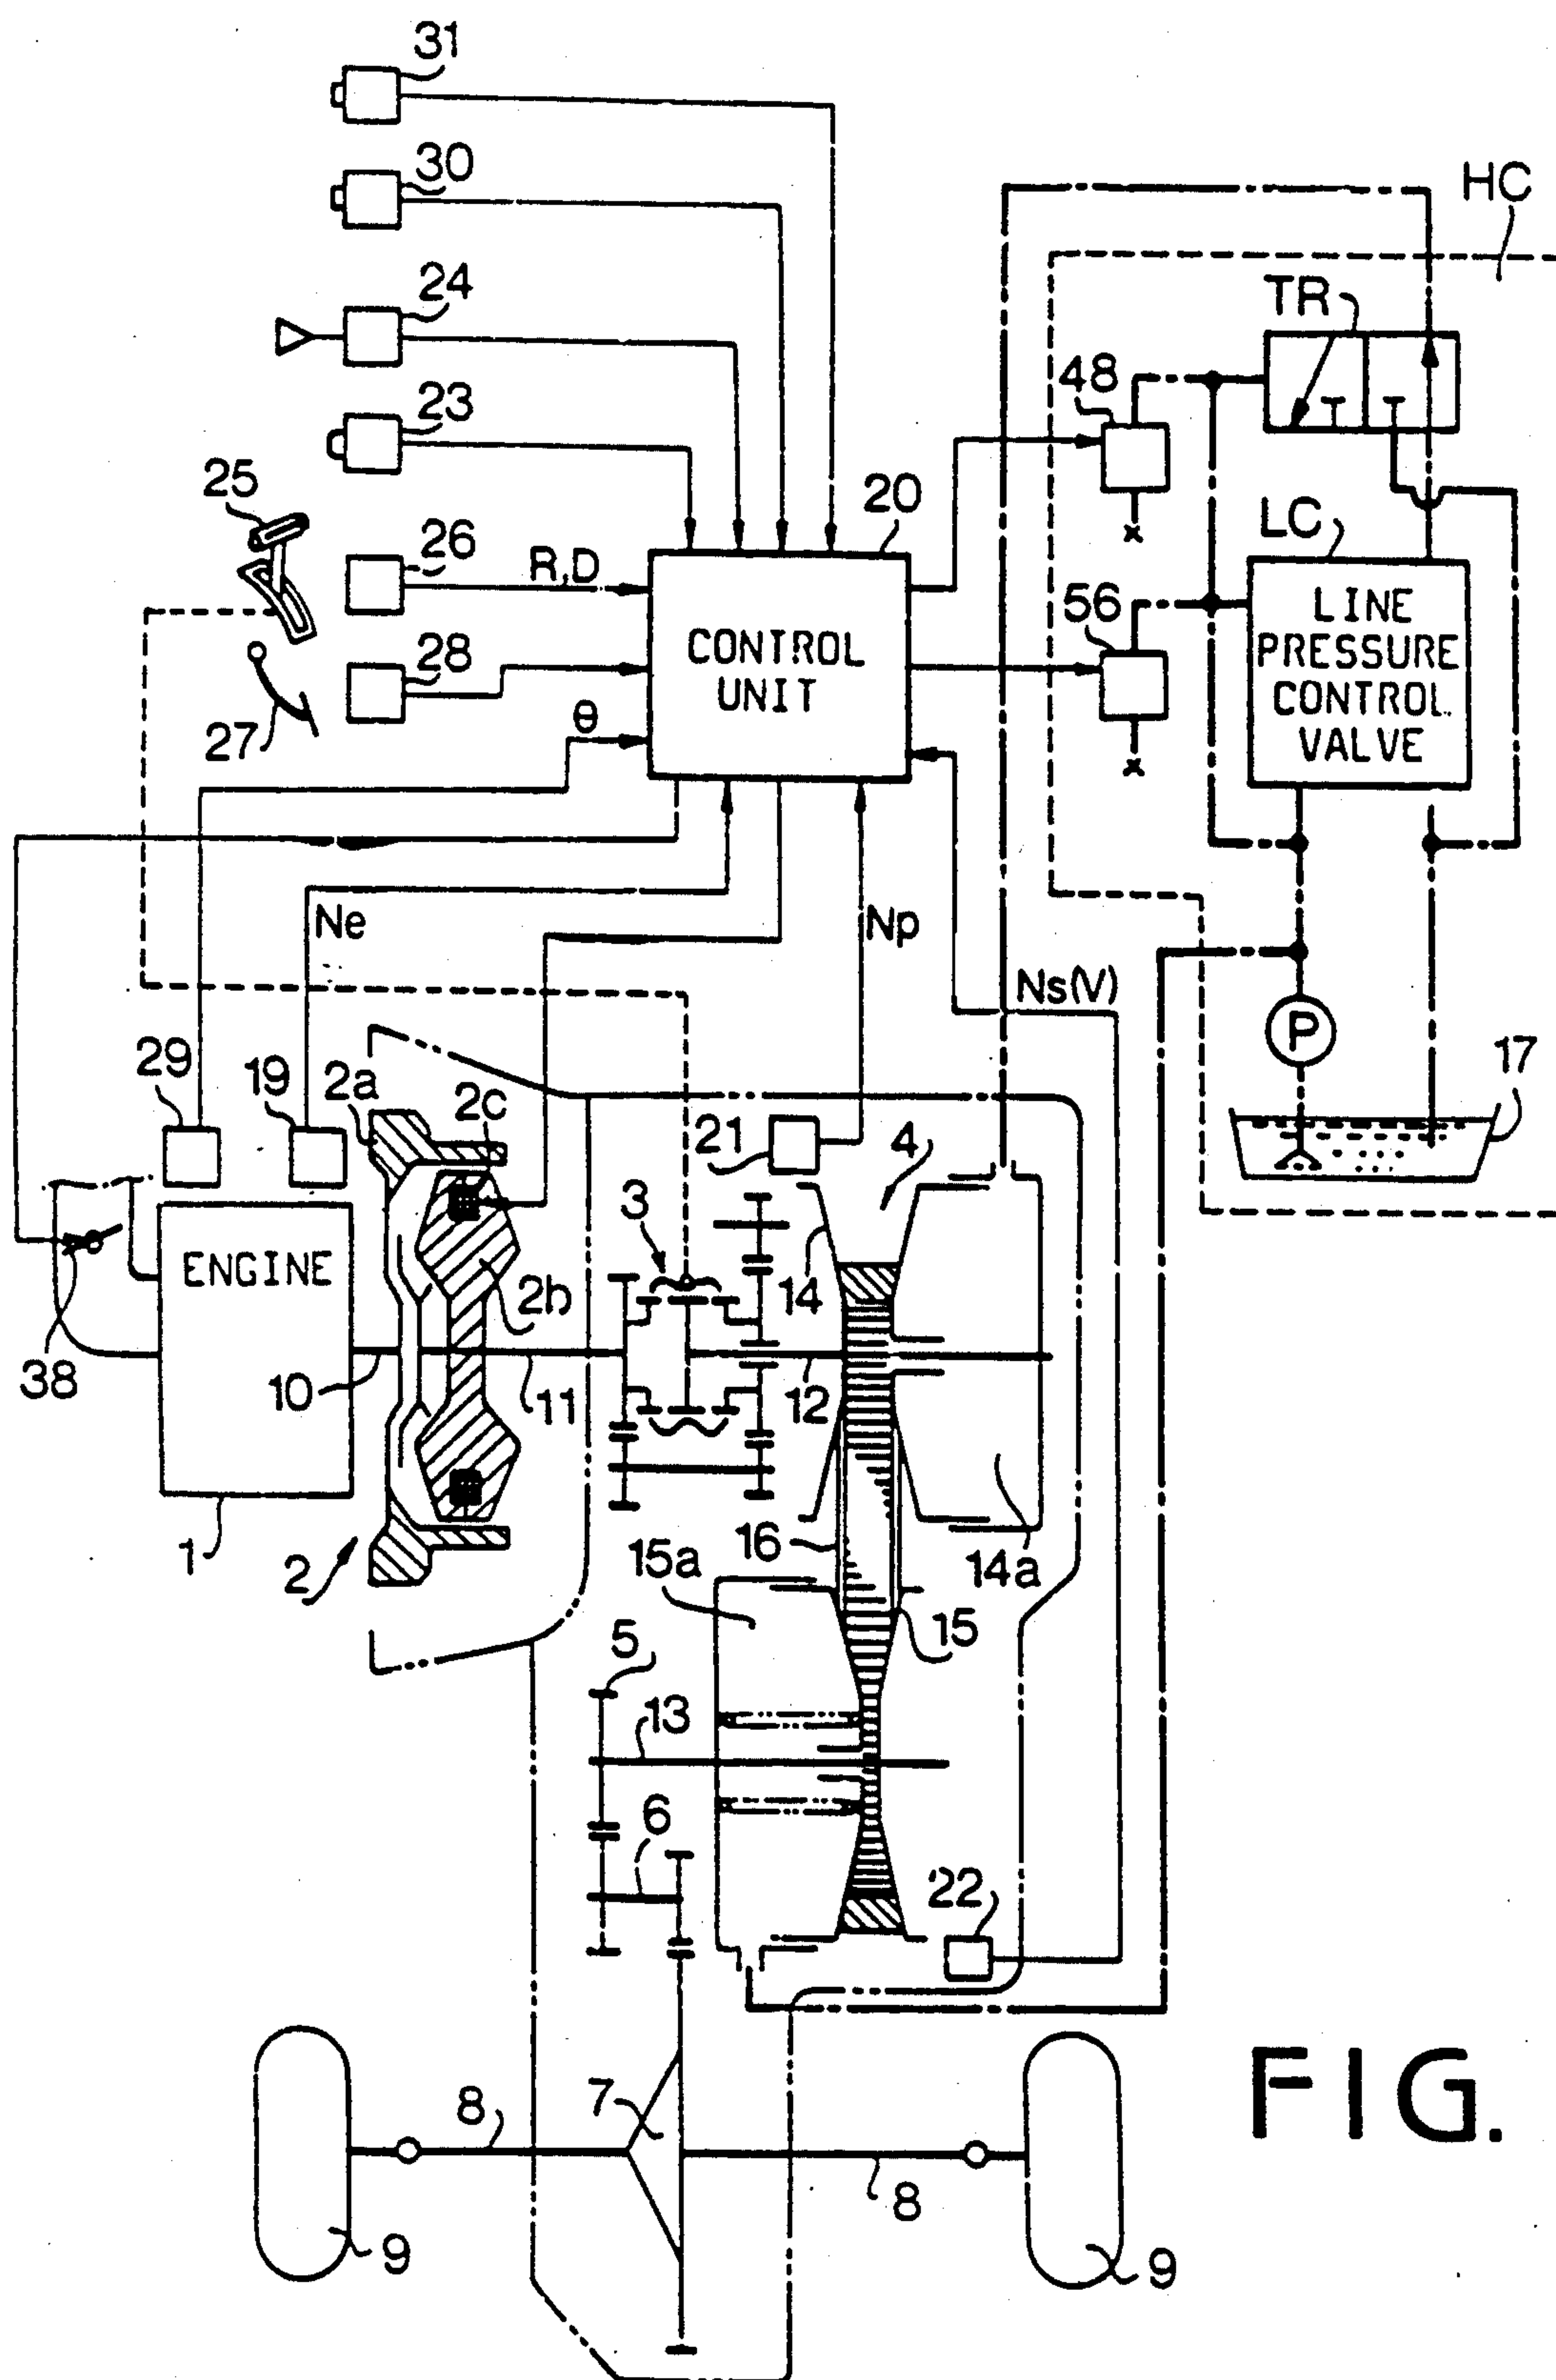 31
30
HC
24
TR
48
23
25
20
26
R,D
LC
CONTROL
UNIT
LINE
PRESSURE
CONTROL
VALVE
56
28
θ
27
Ne
Np
Ns(V)
P
17
29
19
2a
2c
21
4
3
ENGINE
2b
14
38
10
11
12
1
2
16
15a
14a
15
5
13
6
22
7
8
8
9
9
FIG.